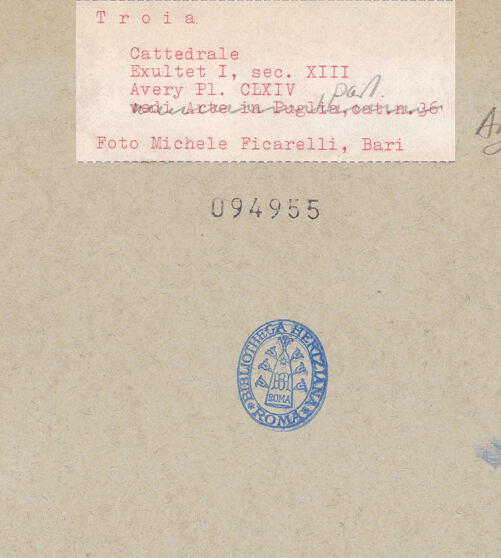 T r o i a
Cattedrale
Exultet I, sec. XIII
Avery Pl. CLXIV part.
vedi Arte in Puglia,cat.n.36
Foto Michele Ficarelli, Bari
094955
BIBLIOTHECA HERTZIANA
ROMA
ROMA